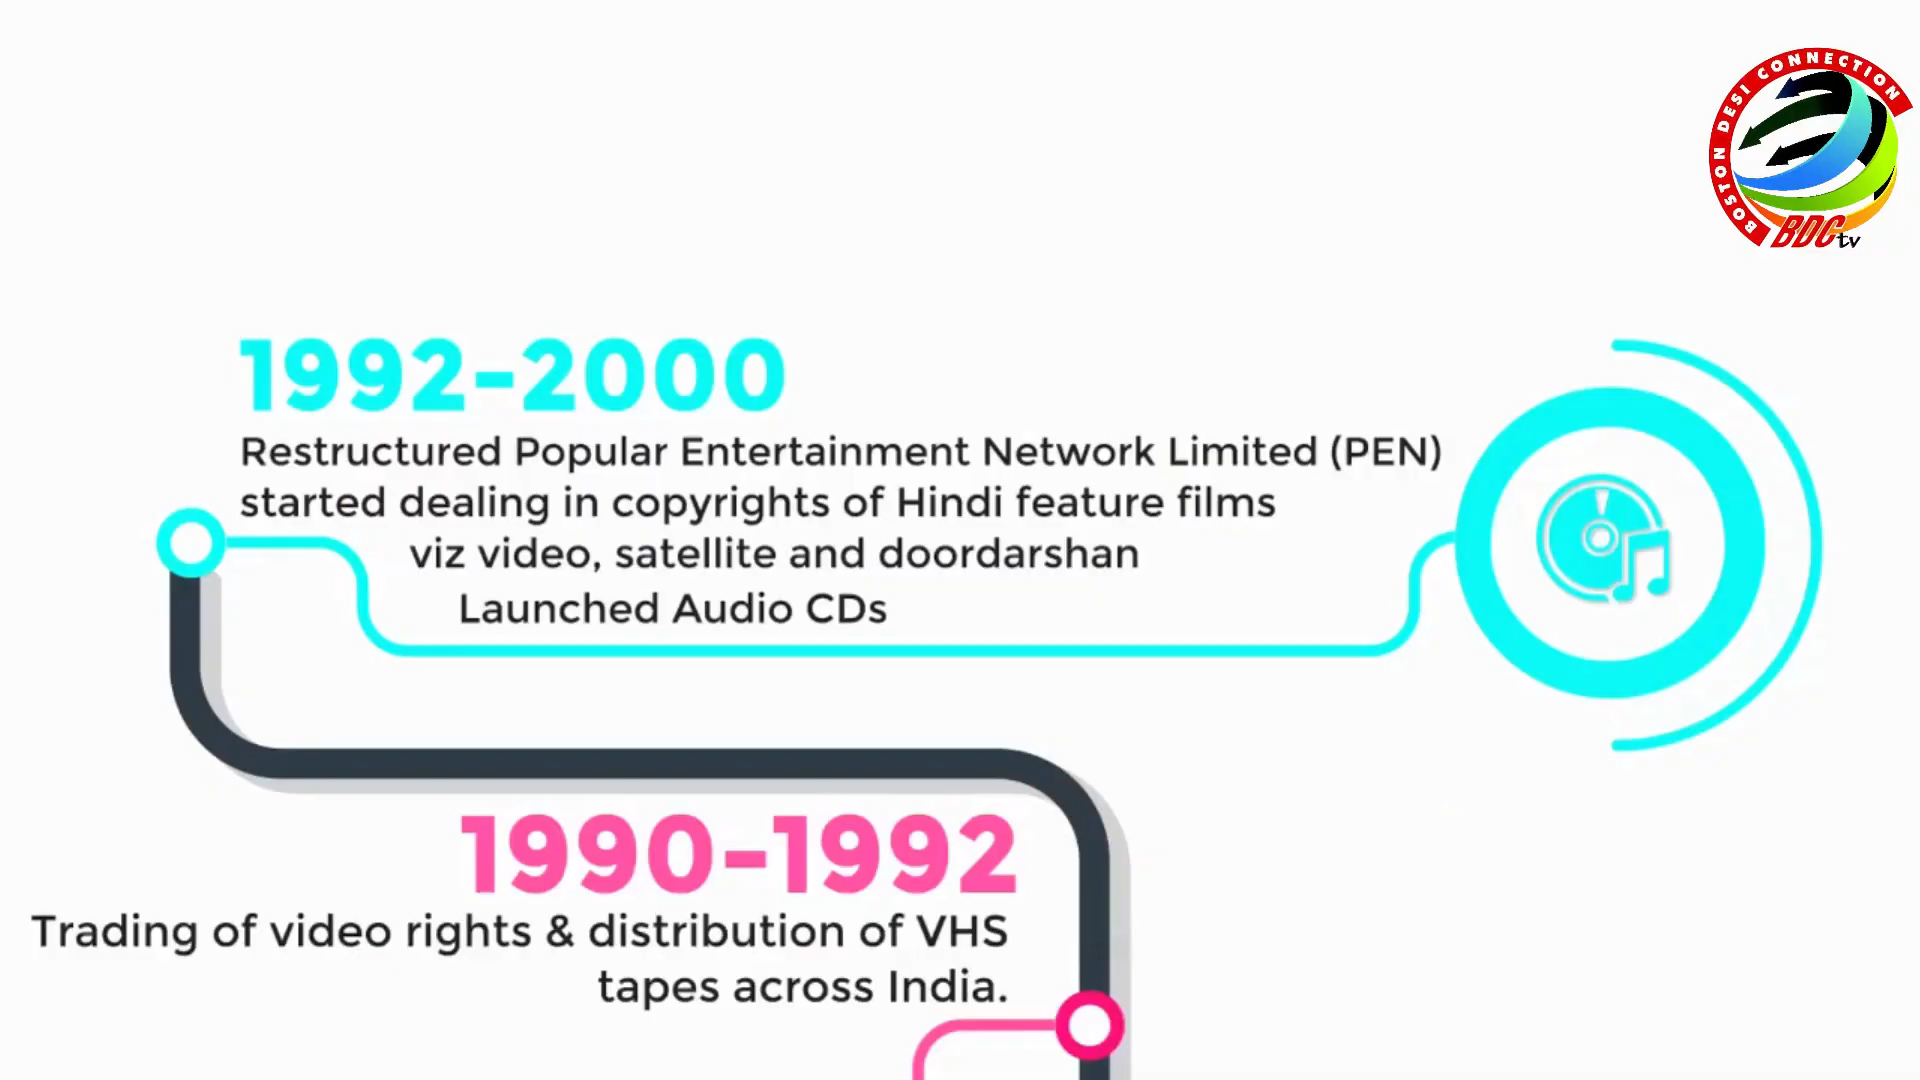 BOSTON DESI CONNECTION
BDCtv
1992-2000
Restructured Popular Entertainment Network Limited (PEN)
started dealing in copyrights of Hindi feature films
viz video, satellite and doordarshan
Launched Audio CDs
1990-1992
Trading of video rights & distribution of VHS
tapes across India.